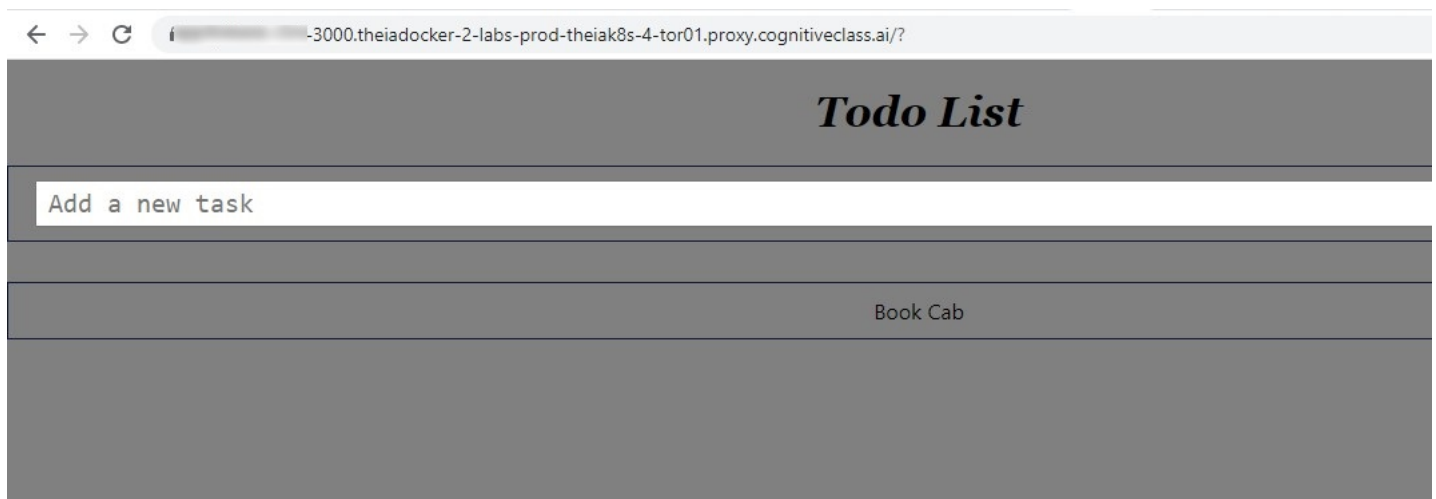 -3000.theiadocker-2-labs-prod-theiak8s-4-tor01.proxy.cognitiveclass.ai/?
Todo List
Add a new task
Book Cab